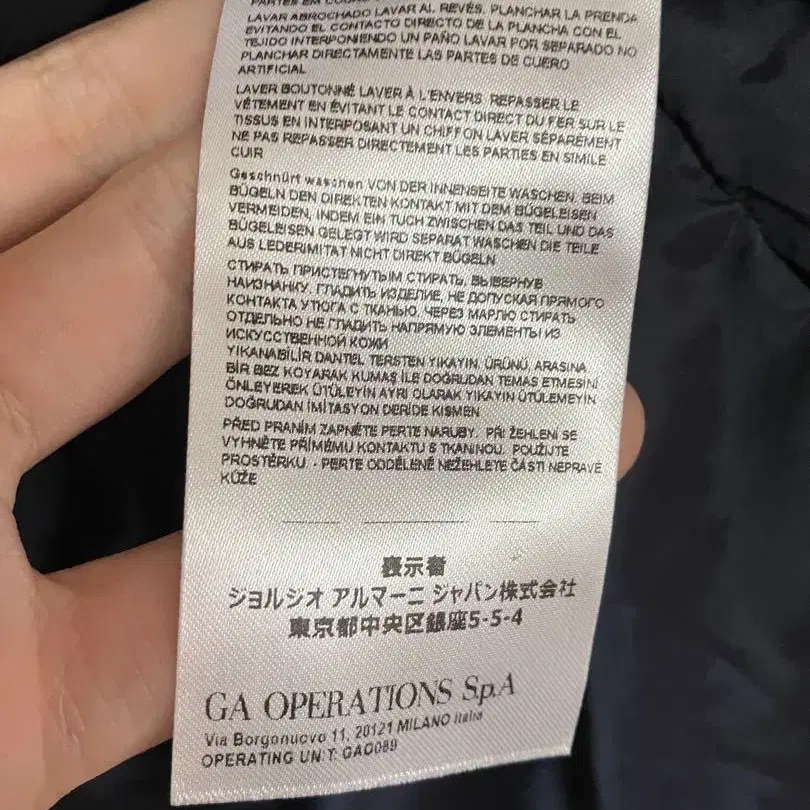 LAVAR ABROCHADO LAVAR AL REVÉS. PLANCHAR LA PRENDA
EVITANDO EL CONTACTO DIRECTO DE LA PLANCHA CON EL
TEJIDO INTERPONIENDO UN PAÑO LAVAR POR SEPARADO NO
PLANCHAR DIRECTAMENTE LAS PARTES DE CUERO
ARTIFICIAL
LAVER BOUTONNÉ LAVER À L'ENVERS REPASSER LE
VÊTEMENT EN ÉVITANT LE CONTACT DIRECT DU FER SUR LE
TISSUS EN INTERPOSANT UN CHIFFON LAVER SÉPARÉMENT
NE PAS REPASSER DIRECTEMENT LES PARTIES EN SIMILE
CUIR
Geschnürt waschen VON DER INNENSEITE WASCHEN. BEIM
BÜGELN DEN DIREKTEN KONTAKT MIT DEM BÜGELEISEN
VERMEIDEN, INDEM EIN TUCH ZWISCHEN DAS TEIL UND DAS
BÜGELEISEN GELEGT WIRD SEPARAT WASCHEN DIE TEILE
AUS LEDERIMITAT NICHT DIREKT BÜGELN
СТИРАТЬ ПРИСТЕГНУТЫМ СТИРАТЬ, ВЫВЕРНУВ
НАИЗНАНКУ. ГЛАДИТЬ ИЗДЕЛИЕ, НЕ ДОПУСКАЯ ПРЯМОГО
КОНТАКТА УТЮГА С ТКАНЬЮ, ЧЕРЕЗ МАРЛЮ СТИРАТЬ
ОТДЕЛЬНО НЕ ГЛАДИТЬ НАПРЯМУЮ ЭЛЕМЕНТЫ ИЗ
ИСКУССТВЕННОЙ КОЖИ
YIKANABİLİR DANTEL TERSTEN YIKAYIN. ÜRÜNÜ, ARASINA
BİR BEZ KOYARAK KUMAŞ İLE DOĞRUDAN TEMAS ETMESİNİ
ÖNLEYEREK ÜTÜLEYİN AYRI OLARAK YIKAYIN ÜTÜLEMEYİN
DOĞRUDAN İMİTASYON DERİDE KISMEN
PŘED PRANÍM ZAPNĚTE PERTE NARUBY. PŘI ŽEHLENÍ SE
VYHNĚTE PŘÍMÉMU KONTAKTU S TKANINOU. POUŽIJTE
PROSTĚRKU - PERTE ODDĚLENĚ NEŽEHLETE ČÁSTI NEPRAVÉ
KŮŽE
表示者
ジョルジオ アルマーニ ジャパン株式会社
東京都中央区銀座5-5-4
GA OPERATIONS SpA
Via Borgonuovo 11, 20121 MILANO Italia
OPERATING UNIT: GAO089